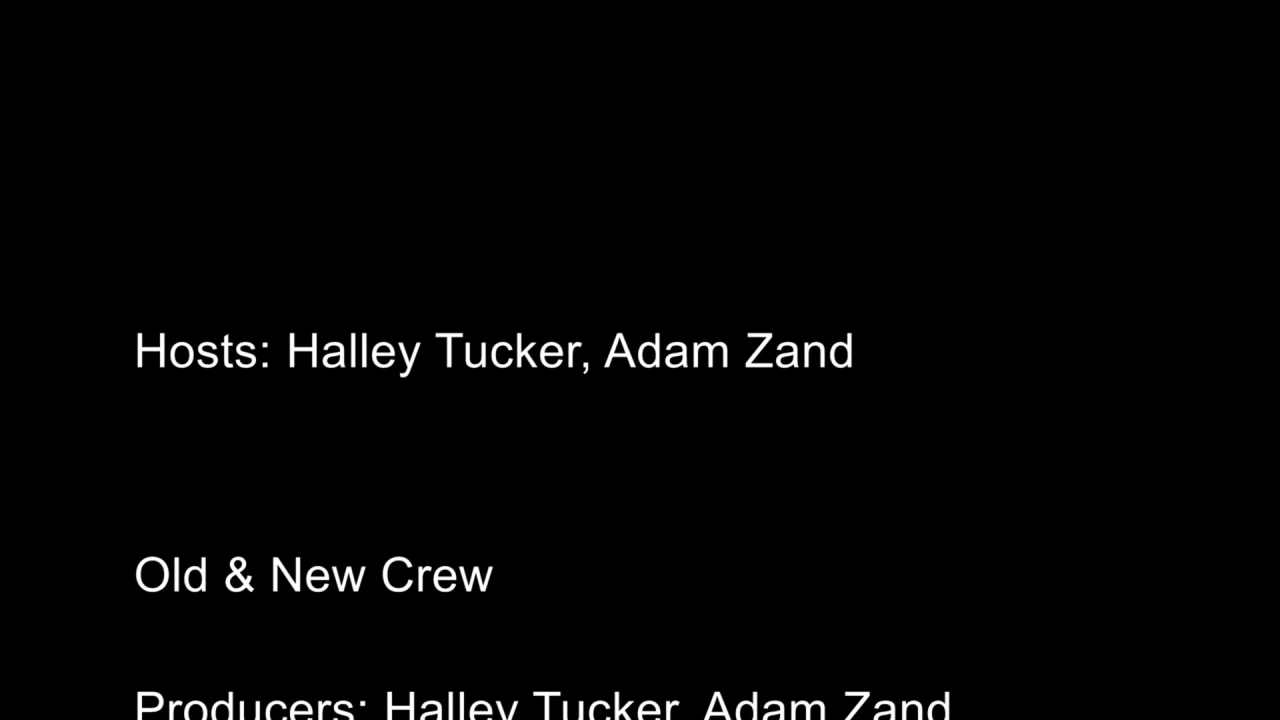 Hosts: Halley Tucker, Adam Zand
Old & New Crew
Producers: Halley Tucker, Adam Zand